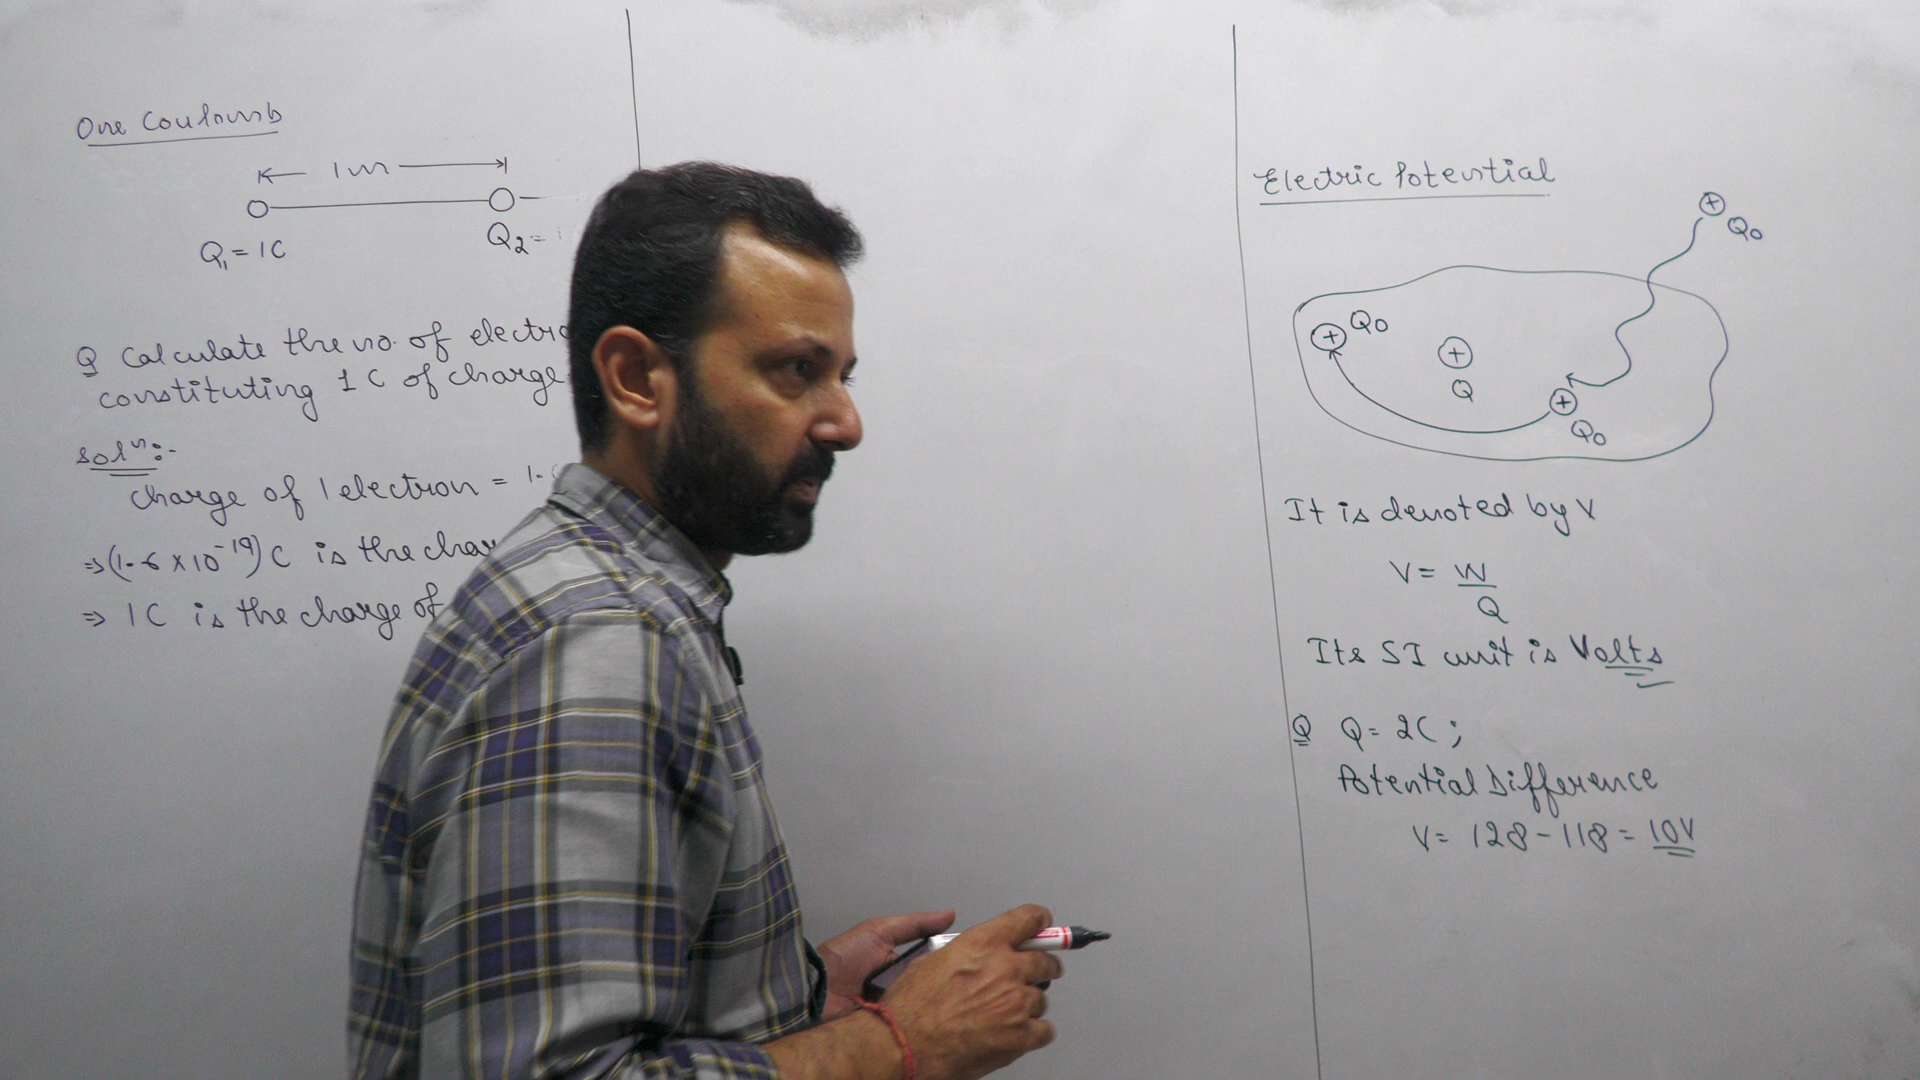 One Coulomb
1m
Q₁ = 1C
Q₂ =
Q Calculate the no. of
constituting 1 C of charge
Solⁿ:-
Charge of 1 electron = 1.
⇒ (1.6 × 10⁻¹⁹) C is the
⇒ 1C is the charge of
Electric Potential
+ Q₀
+ Q₀
+
Q
+
Q₀
It is denoted by V
V = W
Q
Its SI unit is Volts
Q Q = 2C ;
Potential Difference
V = 128 - 118 = 10V